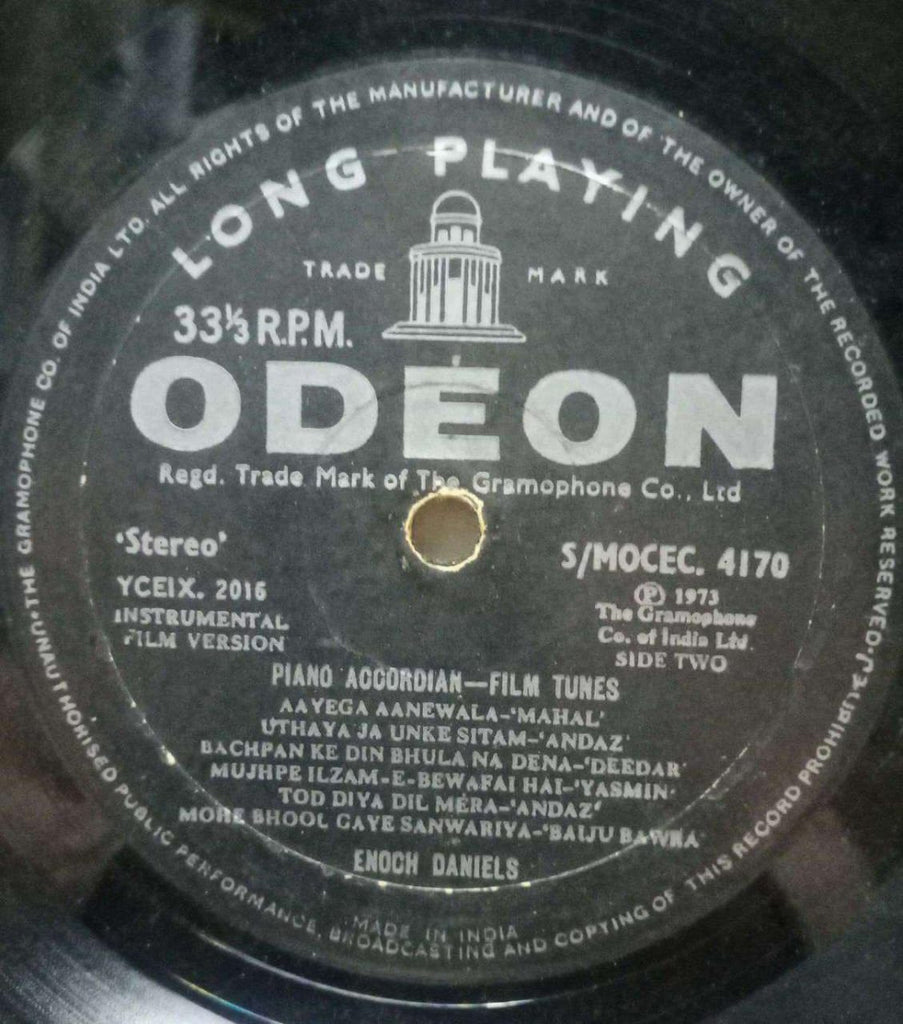 THE GRAMOPHONE CO. OF INDIA LTD. ALL RIGHTS OF THE MANUFACTURER AND OF THE OWNER OF THE RECORDED WORK RESERVED.
UNAUTHORISED PUBLIC PERFORMANCE, BROADCASTING AND COPYING OF THIS RECORD PROHIBITED
LONG PLAYING
TRADE MARK
33⅓ R.P.M.
ODEON
Regd. Trade Mark of The Gramophone Co., Ltd
'Stereo'
YCEIX. 2016
INSTRUMENTAL
FILM VERSION
S/MOCEC. 4170
Ⓟ 1973
The Gramophone
Co. of India Ltd.
SIDE TWO
PIANO ACCORDIAN—FILM TUNES
AAYEGA AANEWALA-'MAHAL'
UTHAYA JA UNKE SITAM-'ANDAZ'
BACHPAN KE DIN BHULA NA DENA-'DEEDAR'
MUJHPE ILZAM-E-BEWAFAI HAI-'YASMIN'
TOD DIYA DIL MERA-'ANDAZ'
MORE BHOOL GAYE SANWARIYA-'BAIJU BAWRA'
ENOCH DANIELS
MADE IN INDIA